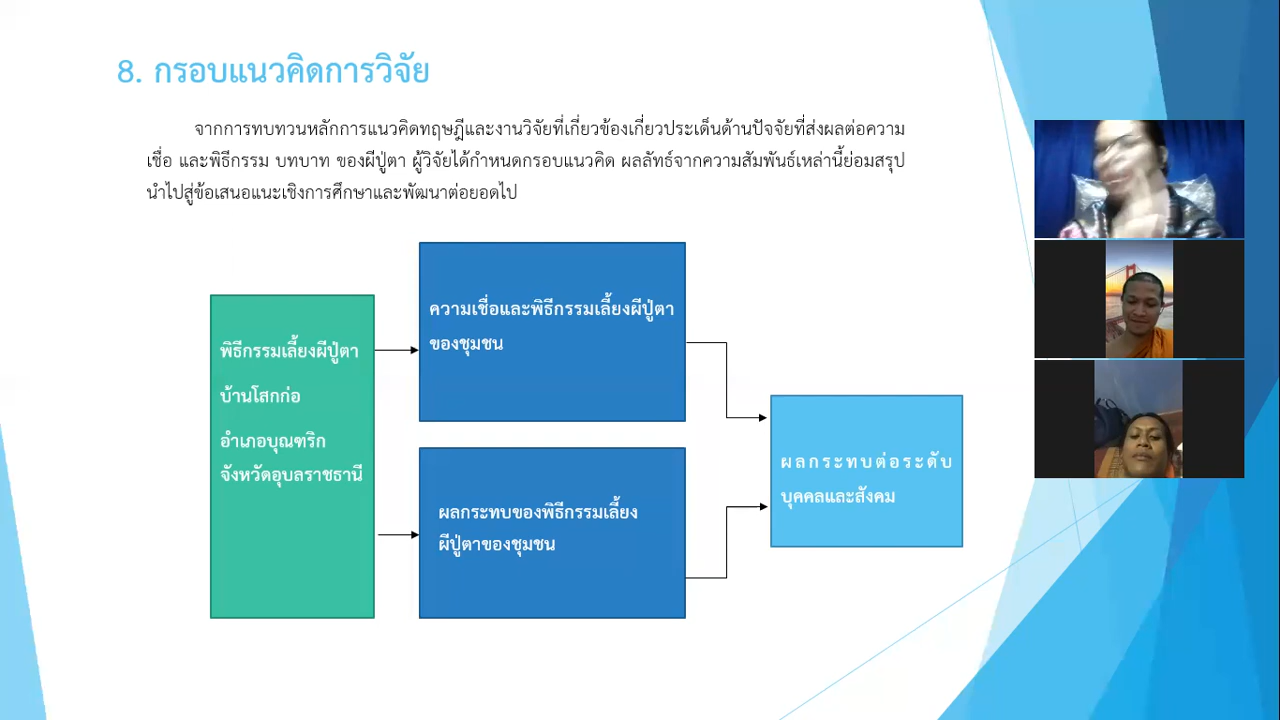 8. กรอบแนวคิดการวิจัย
จากการทบทวนหลักการแนวคิดทฤษฎีและงานวิจัยที่เกี่ยวข้องเกี่ยวประเด็นด้านปัจจัยที่ส่งผลต่อความ
เชื่อ และพิธีกรรม บทบาท ของผีปู่ตา ผู้วิจัยได้กำหนดกรอบแนวคิด ผลลัทธ์จากความสัมพันธ์เหล่านี้ย่อมสรุป
นำไปสู่ข้อเสนอแนะเชิงการศึกษาและพัฒนาต่อยอดไป
พิธีกรรมเลี้ยงผีปู่ตา
บ้านโสกก่อ
อำเภอบุณฑริก
จังหวัดอุบลราชธานี
ความเชื่อและพิธีกรรมเลี้ยงผีปู่ตา
ของชุมชน
ผลกระทบของพิธีกรรมเลี้ยง
ผีปู่ตาของชุมชน
ผลกระทบต่อระดับ
บุคคลและสังคม